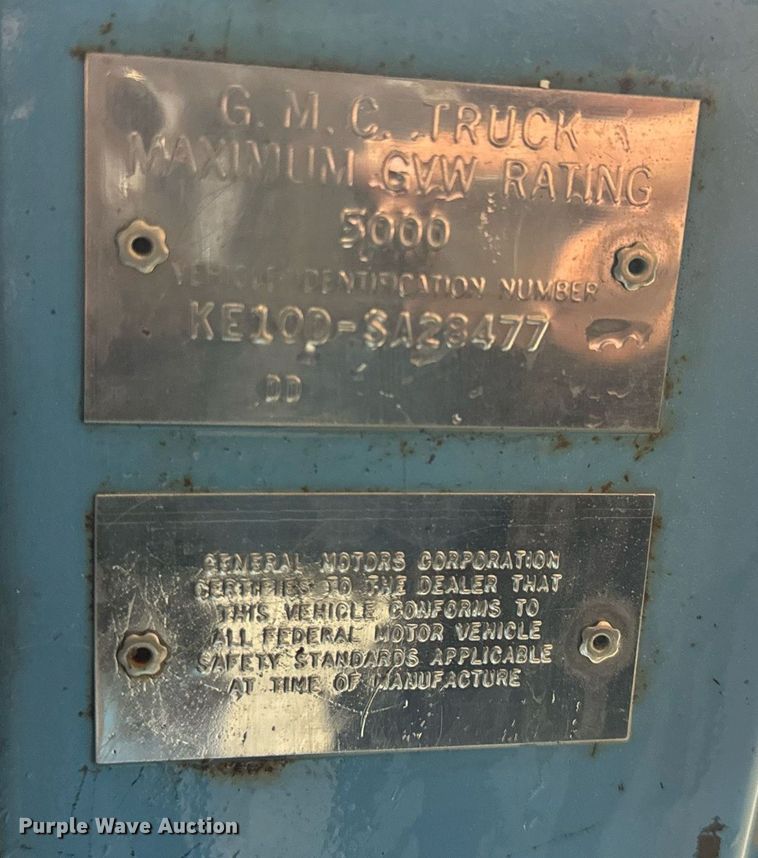 G. M. C. TRUCK
MAXIMUM GVW RATING
5000
VEHICLE IDENTIFICATION NUMBER
KE10D-SA28477
DD
GENERAL MOTORS CORPORATION
CERTIFIES TO THE DEALER THAT
THIS VEHICLE CONFORMS TO
ALL FEDERAL MOTOR VEHICLE
SAFETY STANDARDS APPLICABLE
AT TIME OF MANUFACTURE
Purple Wave Auction